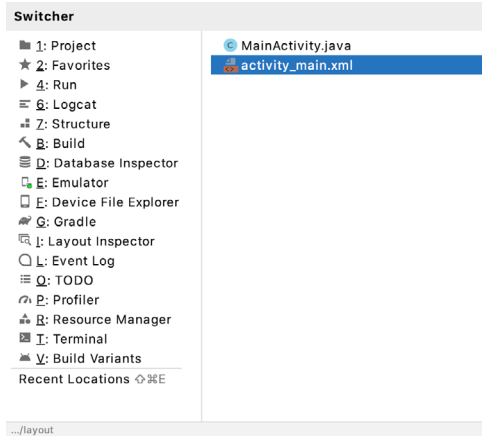 Switcher
1: Project
2: Favorites
4: Run
6: Logcat
7: Structure
B: Build
D: Database Inspector
E: Emulator
F: Device File Explorer
G: Gradle
I: Layout Inspector
L: Event Log
O: TODO
P: Profiler
R: Resource Manager
T: Terminal
V: Build Variants
Recent Locations ⇧⌘E
C MainActivity.java
activity_main.xml
.../layout